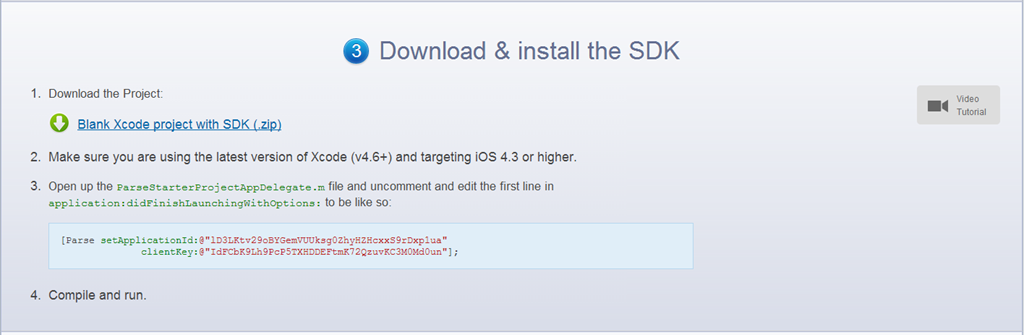 3 Download & install the SDK
1. Download the Project:
Video
Tutorial
Blank Xcode project with SDK (.zip)
2. Make sure you are using the latest version of Xcode (v4.6+) and targeting iOS 4.3 or higher.
3. Open up the ParseStarterProjectAppDelegate.m file and uncomment and edit the first line in
application:didFinishLaunchingWithOptions: to be like so:
[Parse setApplicationId:@"lD3LKtv29oBYGemVUUksg0ZhyHZHcxxS9rDxp1ua"
clientKey:@"IdFCbK9Lh9PcP5TXHDDEFtmK72QzuvKC3M0Md0un"];
4. Compile and run.